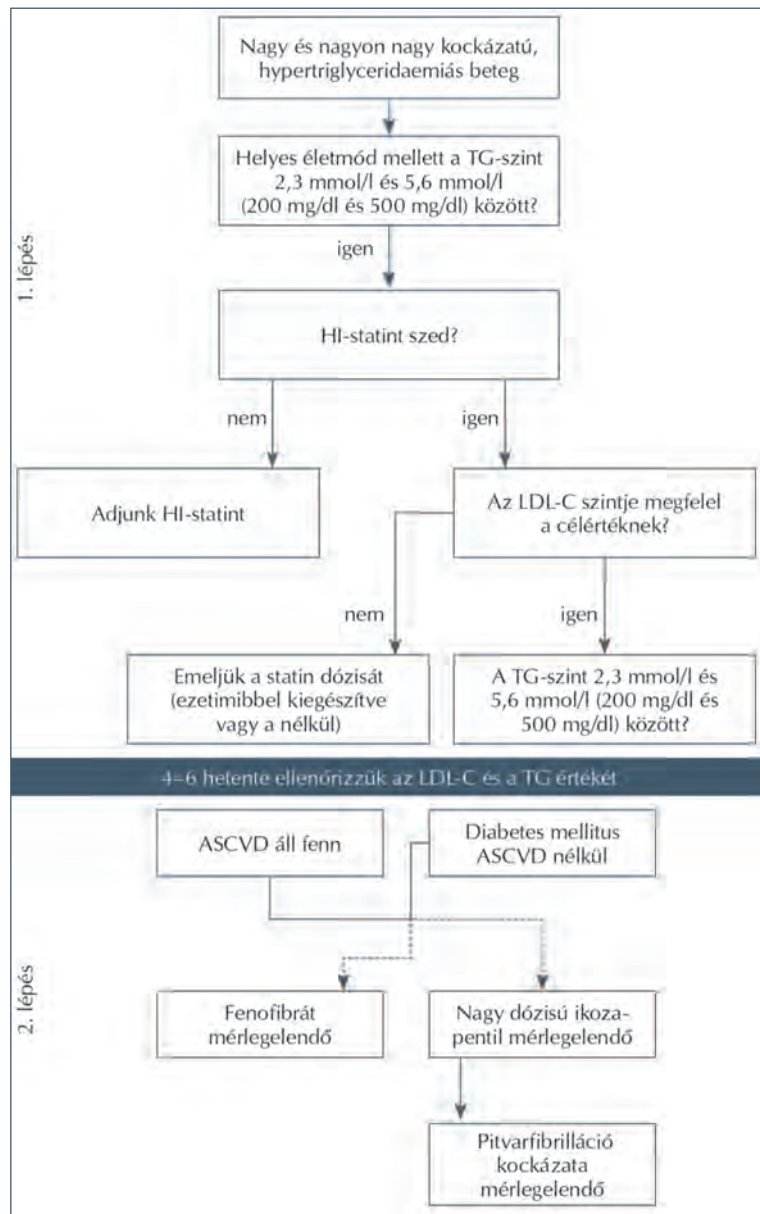 Nagy és nagyon nagy kockázatú,
hypertriglyceridaemiás beteg
Helyes életmód mellett a TG-szint
2,3 mmol/l és 5,6 mmol/l
(200 mg/dl és 500 mg/dl) között?
1. lépés
igen
HI-statint szed?
nem
igen
Adjunk HI-statint
Az LDL-C szintje megfelel
a célértéknek?
nem
igen
Emeljük a statin dózisát
(ezetimibbel kiegészítve
vagy a nélkül)
A TG-szint 2,3 mmol/l és
5,6 mmol/l (200 mg/dl és
500 mg/dl) között?
4–6 hetente ellenőrizzük az LDL-C és a TG értékét
ASCVD áll fenn
Diabetes mellitus
ASCVD nélkül
2. lépés
Fenofibrát
mérlegelendő
Nagy dózisú ikoza-
pentil mérlegelendő
Pitvarfibrilláció
kockázata
mérlegelendő